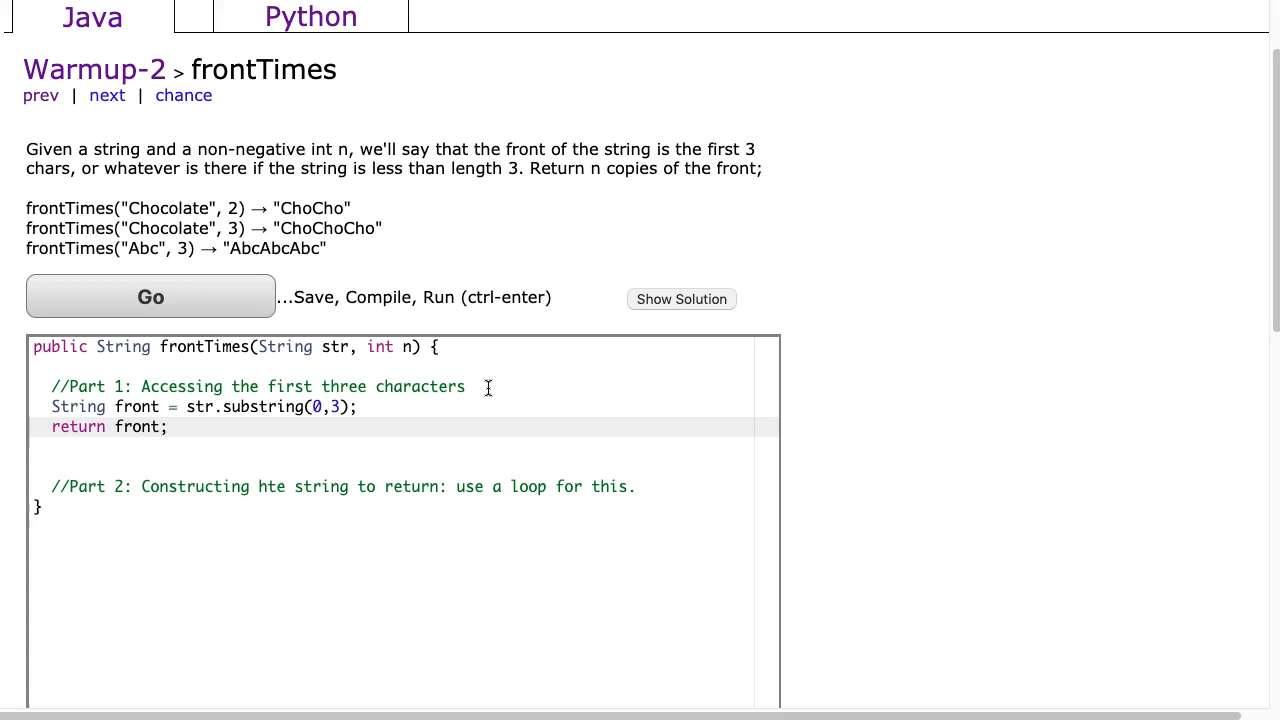 Java Python
Warmup-2 > frontTimes
prev | next | chance
Given a string and a non-negative int n, we'll say that the front of the string is the first 3
chars, or whatever is there if the string is less than length 3. Return n copies of the front;
frontTimes("Chocolate", 2) → "ChoCho"
frontTimes("Chocolate", 3) → "ChoChoCho"
frontTimes("Abc", 3) → "AbcAbcAbc"
Go ...Save, Compile, Run (ctrl-enter) Show Solution
public String frontTimes(String str, int n) {
//Part 1: Accessing the first three characters
String front = str.substring(0,3);
return front;
//Part 2: Constructing hte string to return: use a loop for this.
}